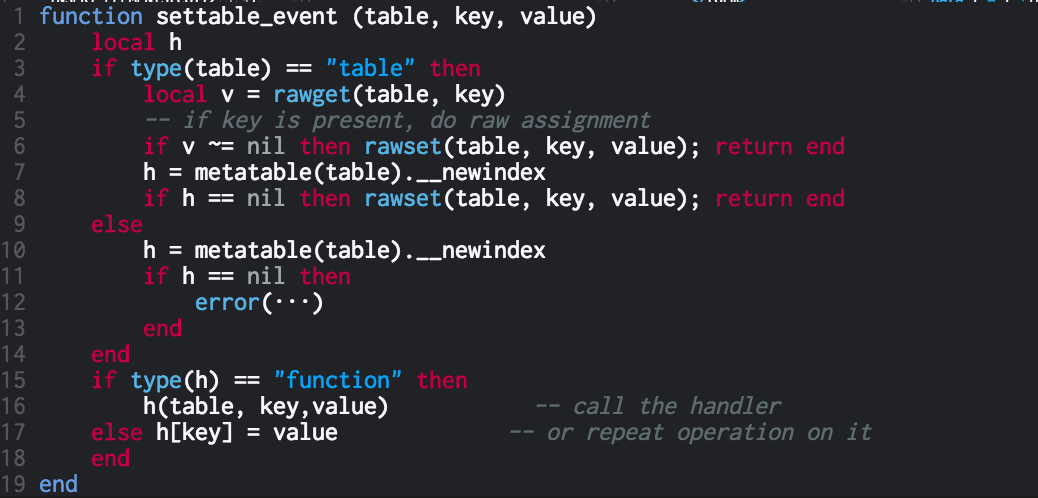 1 function settable_event (table, key, value)
2 local h
3 if type(table) == "table" then
4 local v = rawget(table, key)
5 -- if key is present, do raw assignment
6 if v ~= nil then rawset(table, key, value); return end
7 h = metatable(table).__newindex
8 if h == nil then rawset(table, key, value); return end
9 else
10 h = metatable(table).__newindex
11 if h == nil then
12 error(···)
13 end
14 end
15 if type(h) == "function" then
16 h(table, key,value) -- call the handler
17 else h[key] = value -- or repeat operation on it
18 end
19 end